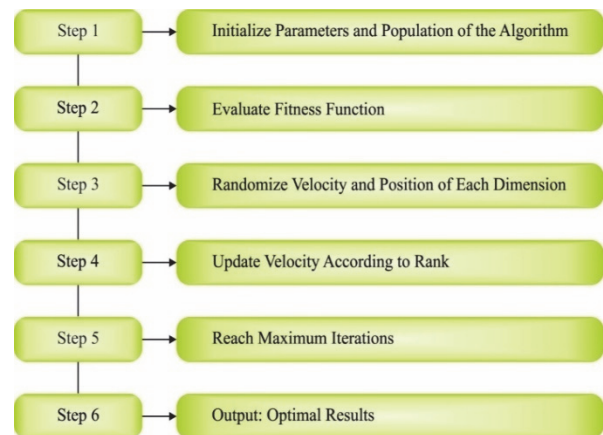 Step 1
Initialize Parameters and Population of the Algorithm
Step 2
Evaluate Fitness Function
Step 3
Randomize Velocity and Position of Each Dimension
Step 4
Update Velocity According to Rank
Step 5
Reach Maximum Iterations
Step 6
Output: Optimal Results